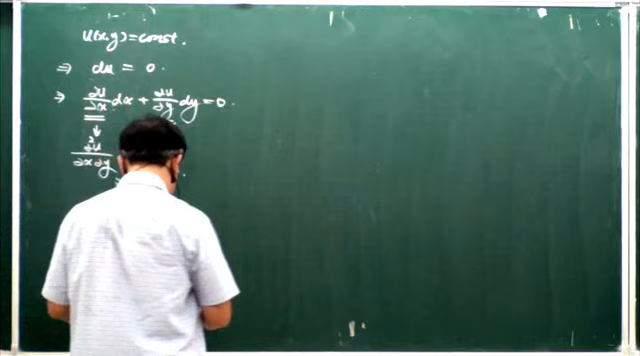 u(x,y) = const.
⇒ du = 0.
⇒ ∂u/∂x dx + ∂u/∂y dy = 0.
↓
∂²u/∂x∂y